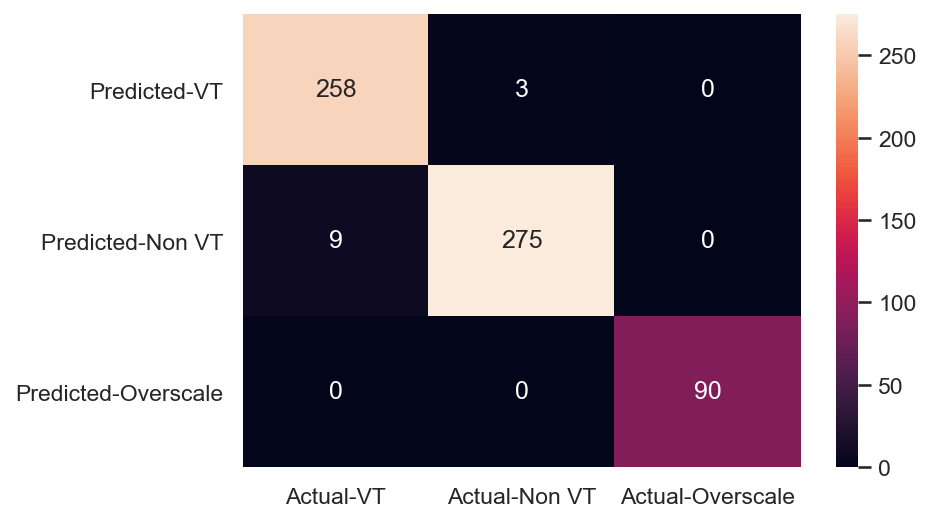 Predicted-VT 258 3 0
Predicted-Non VT 9 275 0
Predicted-Overscale 0 0 90
Actual-VT Actual-Non VT Actual-Overscale
250
200
150
100
50
0